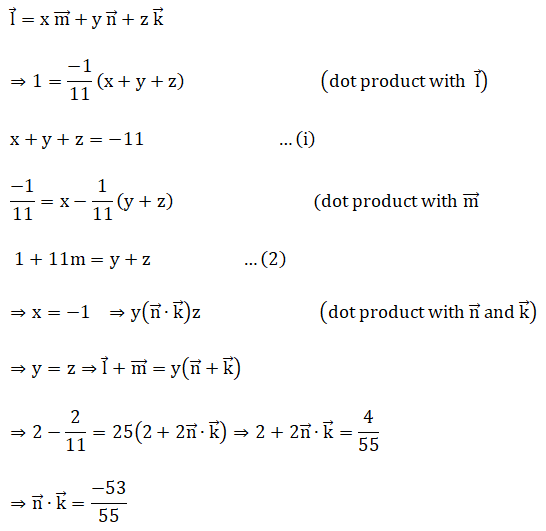 l⃗ = x m⃗ + y n⃗ + z k⃗
⇒ 1 = −1/11 (x + y + z) (dot product with l⃗)
x + y + z = −11 …(i)
−1/11 = x − 1/11 (y + z) (dot product with m⃗
1 + 11m = y + z …(2)
⇒ x = −1 ⇒ y(n⃗ · k⃗)z (dot product with n⃗ and k⃗)
⇒ y = z ⇒ l⃗ + m⃗ = y(n⃗ + k⃗)
⇒ 2 − 2/11 = 25(2 + 2n⃗ · k⃗) ⇒ 2 + 2n⃗ · k⃗ = 4/55
⇒ n⃗ · k⃗ = −53/55